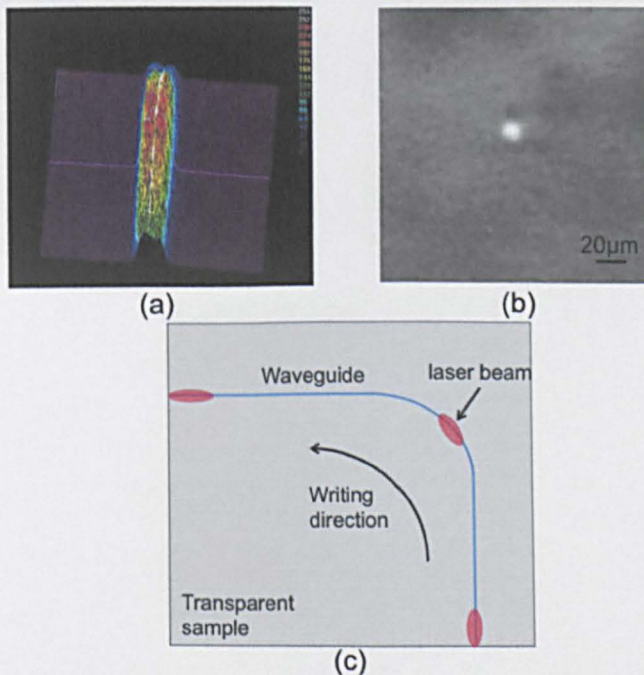 20μm
(a)
(b)
Waveguide
laser beam
Writing
direction
Transparent
sample
(c)